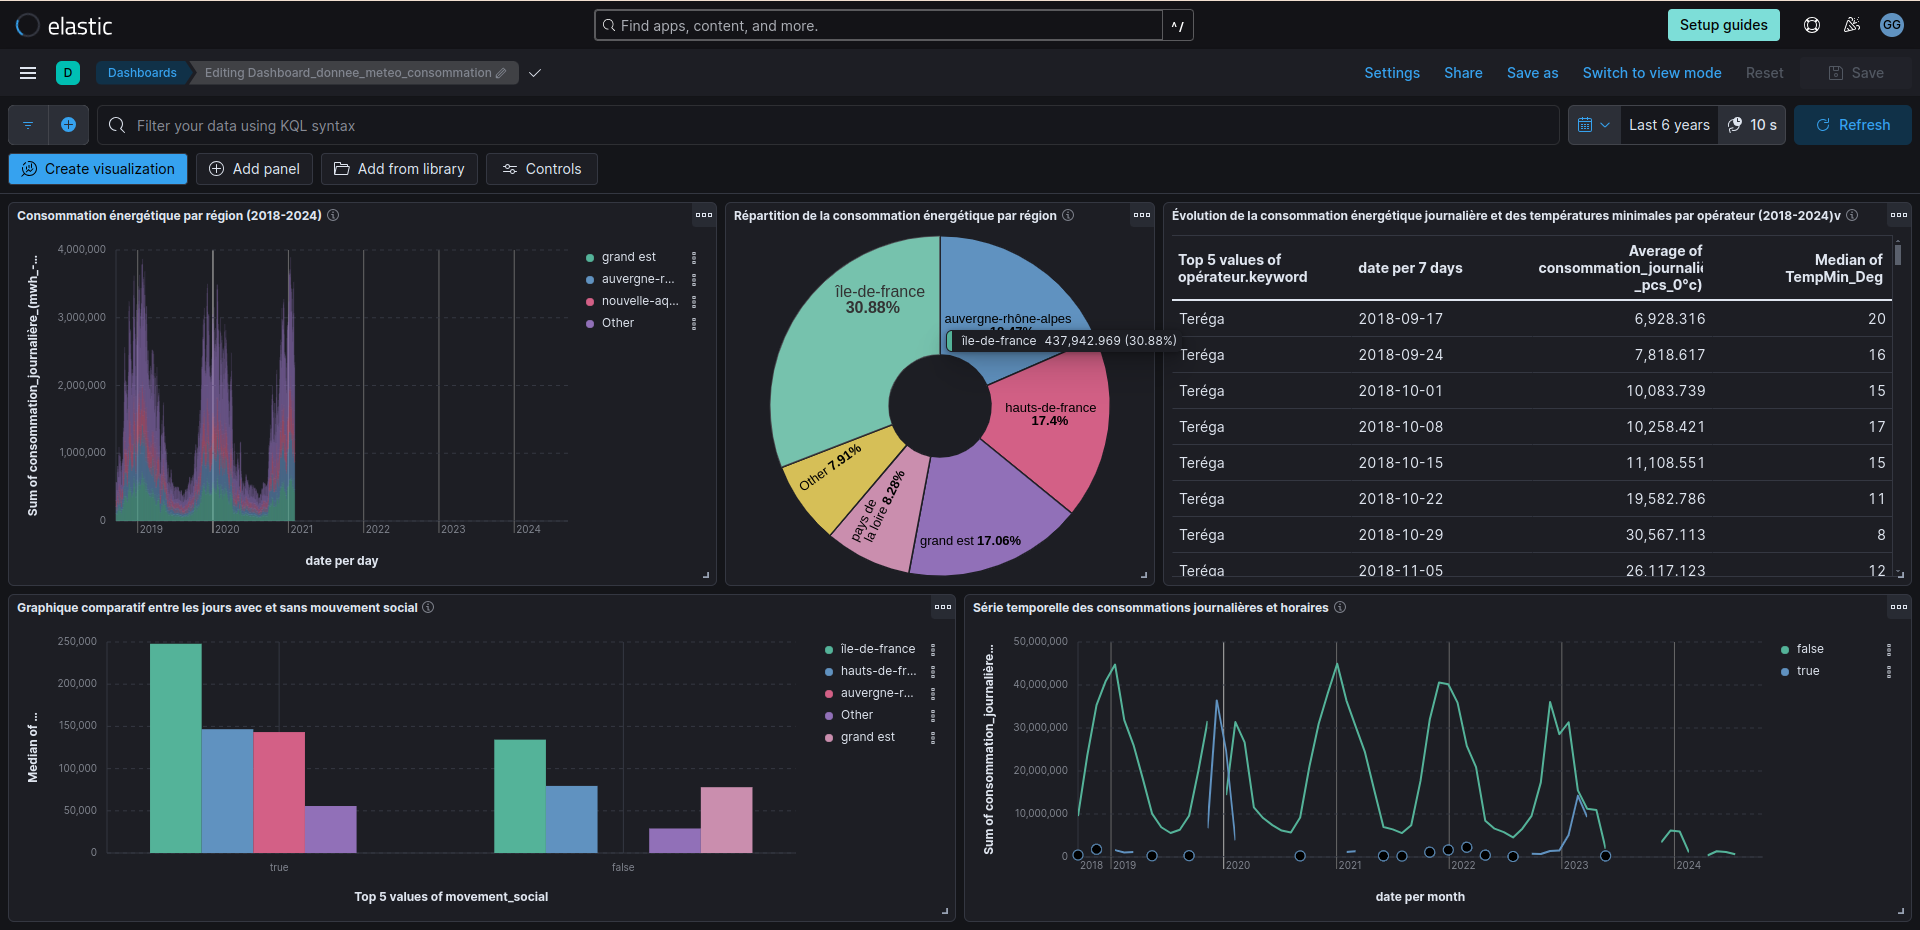 elastic
Find apps, content, and more.
^/
Setup guides
GG
D
Dashboards
Editing Dashboard_donnee_meteo_consommation
Settings
Share
Save as
Switch to view mode
Reset
Save
Filter your data using KQL syntax
Last 6 years
10 s
Refresh
Create visualization
Add panel
Add from library
Controls
Consommation énergétique par région (2018-2024)
Sum of consommation_journalière_(mwh_-...
4,000,000
3,000,000
2,000,000
1,000,000
0
2019
2020
2021
2022
2023
2024
date per day
grand est
auvergne-r...
nouvelle-aq...
Other
Répartition de la consommation énergétique par région
île-de-france
30.88%
auvergne-rhône-alpes
île-de-france 437,942.969 (30.88%)
hauts-de-france
17.4%
grand est 17.06%
pays de
la loire 8.28%
Other 7.91%
Évolution de la consommation énergétique journalière et des températures minimales par opérateur (2018-2024)v
Top 5 values of
opérateur.keyword
date per 7 days
Average of
consommation_journaliè
_pcs_0°c)
Median of
TempMin_Deg
Teréga 2018-09-17 6,928.316 20
Teréga 2018-09-24 7,818.617 16
Teréga 2018-10-01 10,083.739 15
Teréga 2018-10-08 10,258.421 17
Teréga 2018-10-15 11,108.551 15
Teréga 2018-10-22 19,582.786 11
Teréga 2018-10-29 30,567.113 8
Teréga 2018-11-05 26,117.123 12
Graphique comparatif entre les jours avec et sans mouvement social
Median of ...
250,000
200,000
150,000
100,000
50,000
0
true
false
Top 5 values of movement_social
île-de-france
hauts-de-fr...
auvergne-r...
Other
grand est
Série temporelle des consommations journalières et horaires
Sum of consommation_journalière...
50,000,000
40,000,000
30,000,000
20,000,000
10,000,000
0
2018
2019
2020
2021
2022
2023
2024
date per month
false
true